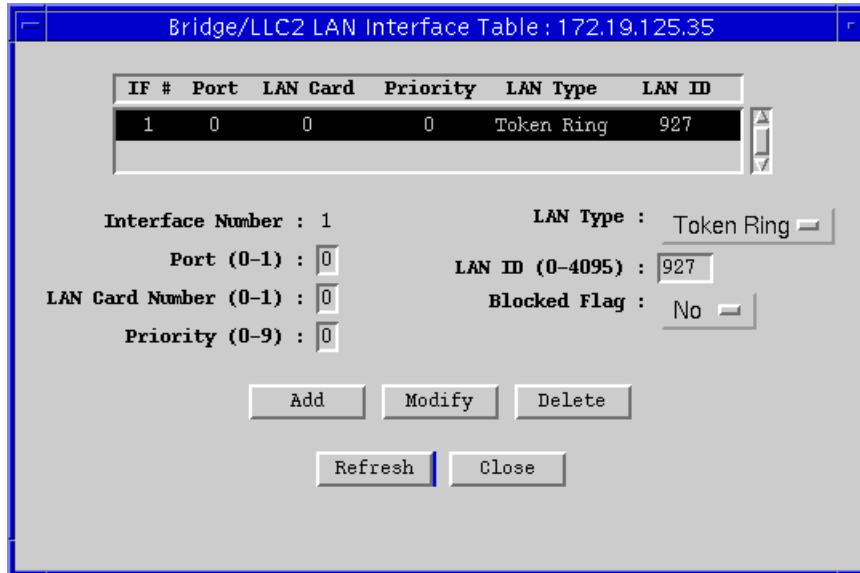 Bridge/LLC2 LAN Interface Table : 172.19.125.35
IF # Port LAN Card Priority LAN Type LAN ID
1 0 0 0 Token Ring 927
Interface Number : 1
LAN Type : Token Ring
Port (0-1) : 0
LAN ID (0-4095) : 927
LAN Card Number (0-1) : 0
Blocked Flag : No
Priority (0-9) : 0
Add Modify Delete
Refresh Close